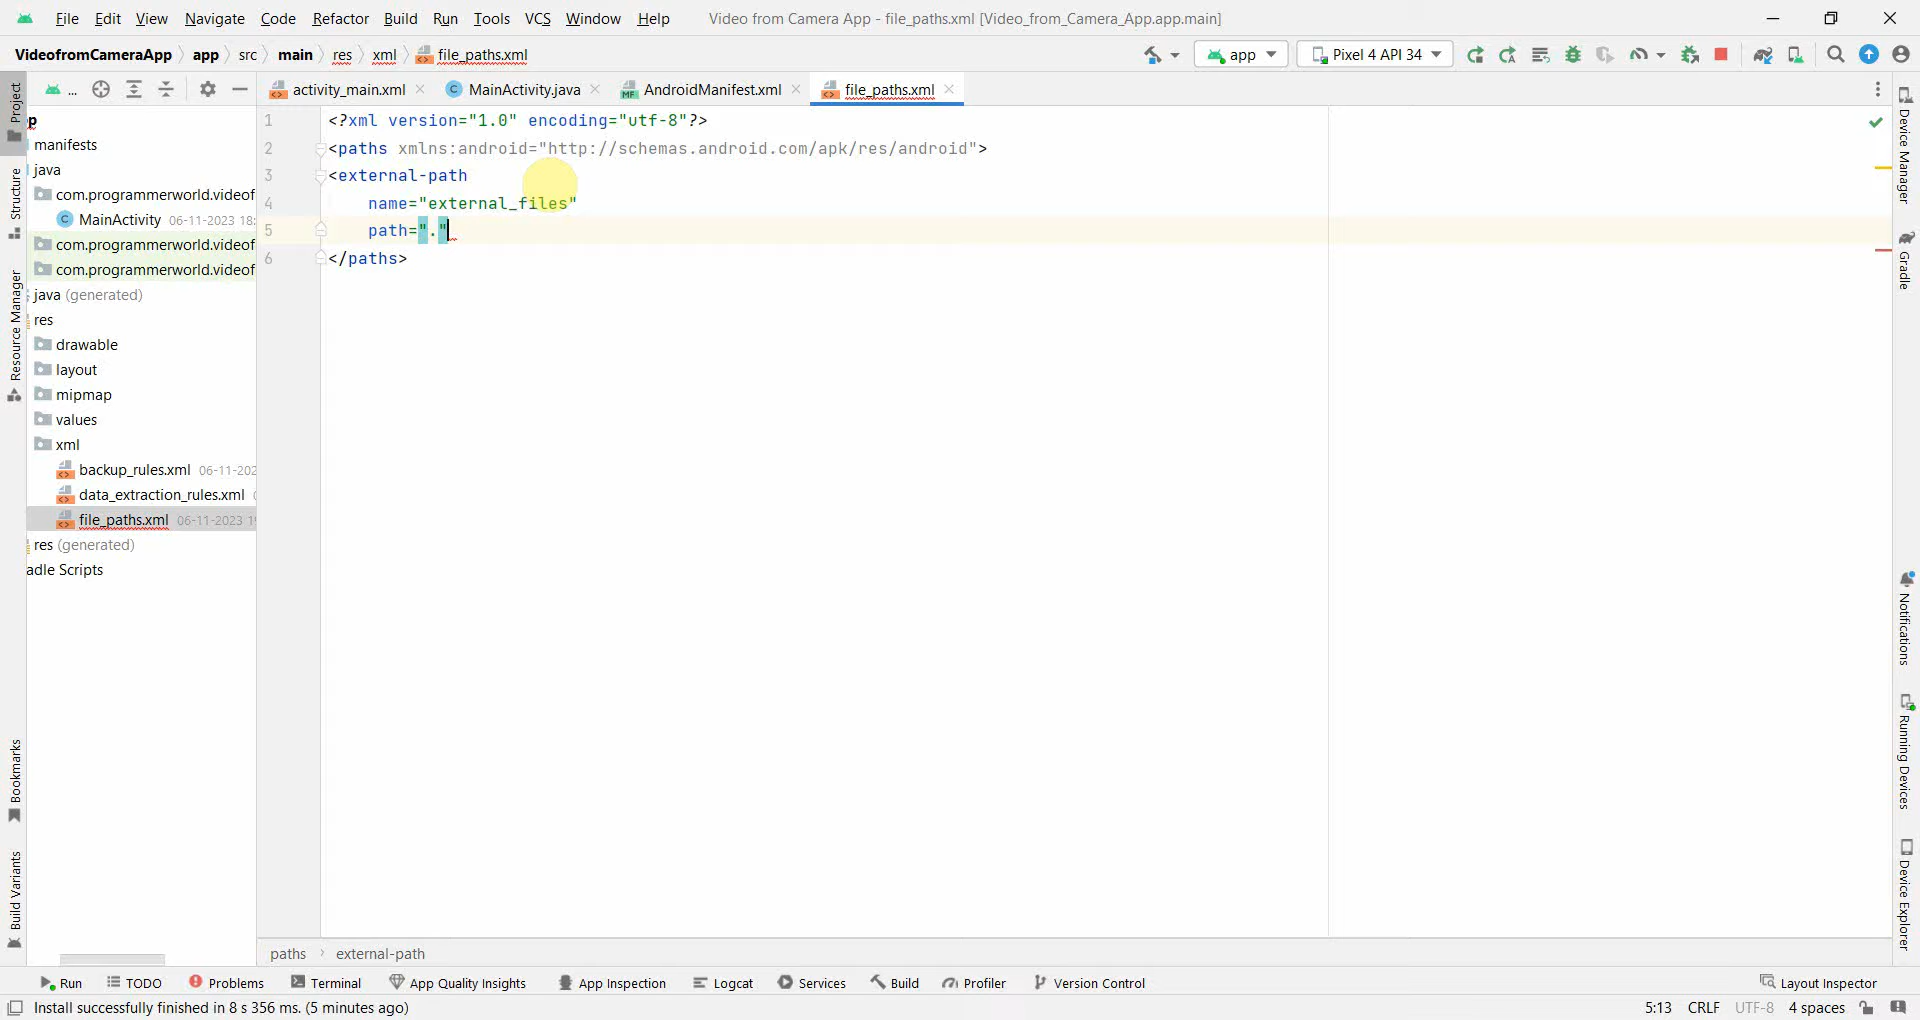 File Edit View Navigate Code Refactor Build Run Tools VCS Window Help Video from Camera App - file_paths.xml [Video_from_Camera_App.app.main]
VideofromCameraApp app src main res xml file_paths.xml app Pixel 4 API 34
... activity_main.xml MainActivity.java AndroidManifest.xml file_paths.xml
p
manifests
java
com.programmerworld.videof
MainActivity 06-11-2023 18:
com.programmerworld.videof
com.programmerworld.videof
java (generated)
res
drawable
layout
mipmap
values
xml
backup_rules.xml 06-11-202
data_extraction_rules.xml (
file_paths.xml 06-11-2023 1
res (generated)
adle Scripts
1 <?xml version="1.0" encoding="utf-8"?>
2 <paths xmlns:android="http://schemas.android.com/apk/res/android">
3 <external-path
4 name="external_files"
5 path="."
6 </paths>
Project
Structure
Resource Manager
Bookmarks
Build Variants
Device Manager
Gradle
Notifications
Running Devices
Device Explorer
paths external-path
Run TODO Problems Terminal App Quality Insights App Inspection Logcat Services Build Profiler Version Control Layout Inspector
Install successfully finished in 8 s 356 ms. (5 minutes ago) 5:13 CRLF UTF-8 4 spaces